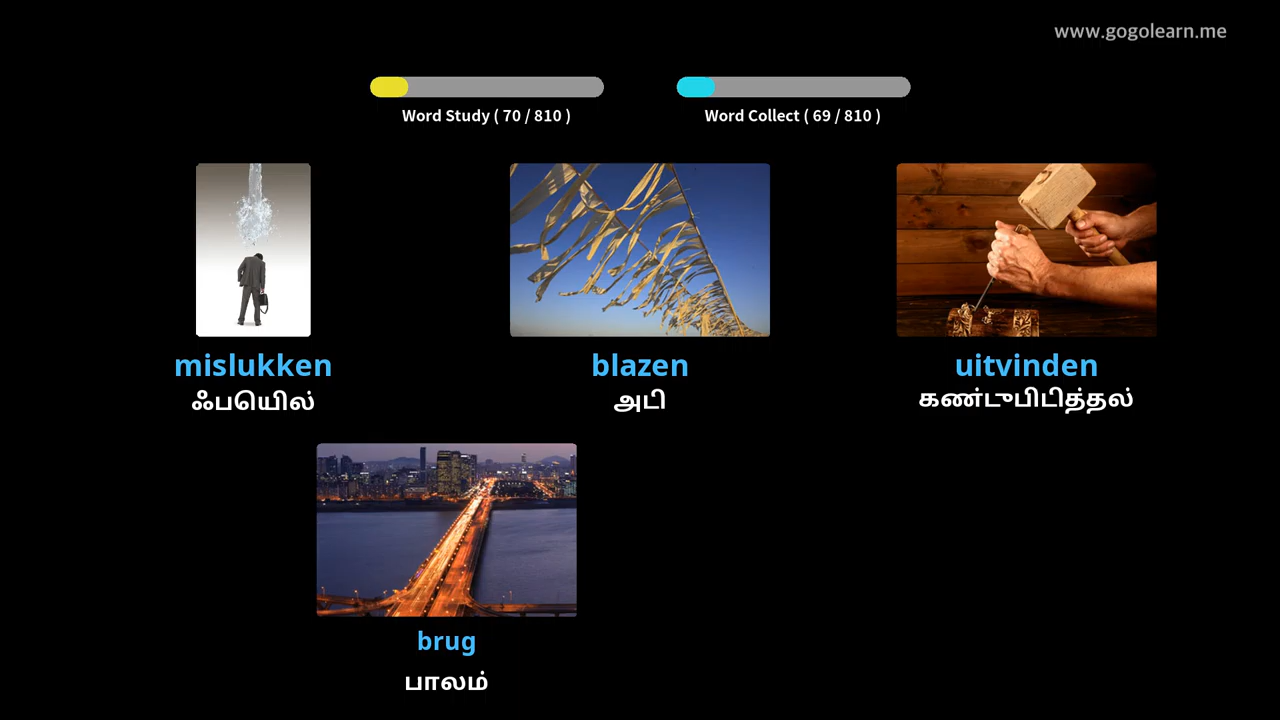 www.gogolearn.me
Word Study ( 70 / 810 )
Word Collect ( 69 / 810 )
mislukken
ஃபயெில்
blazen
அடி
uitvinden
கண்டுபிடித்தல்
brug
பாலம்